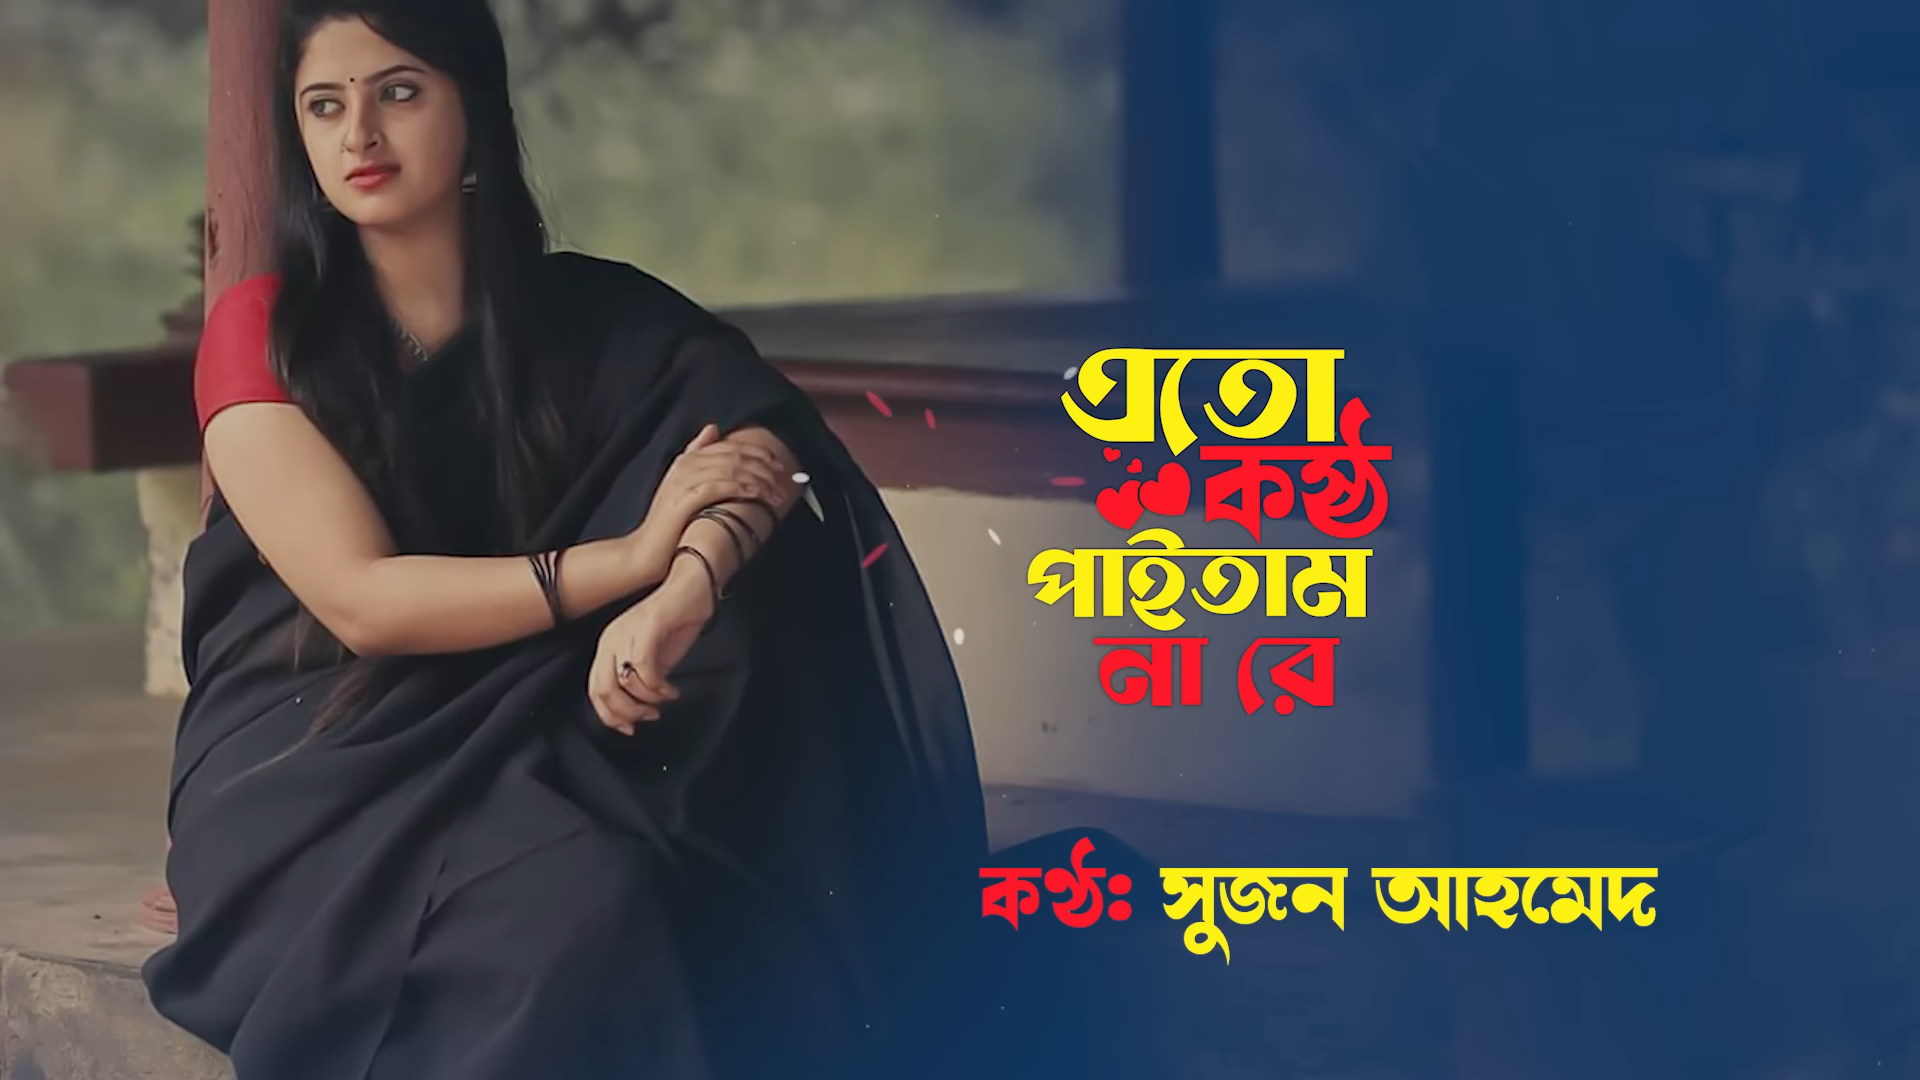 এতো
কষ্ঠ
পাইতাম
না রে
কণ্ঠঃ সুজন আহমেদ